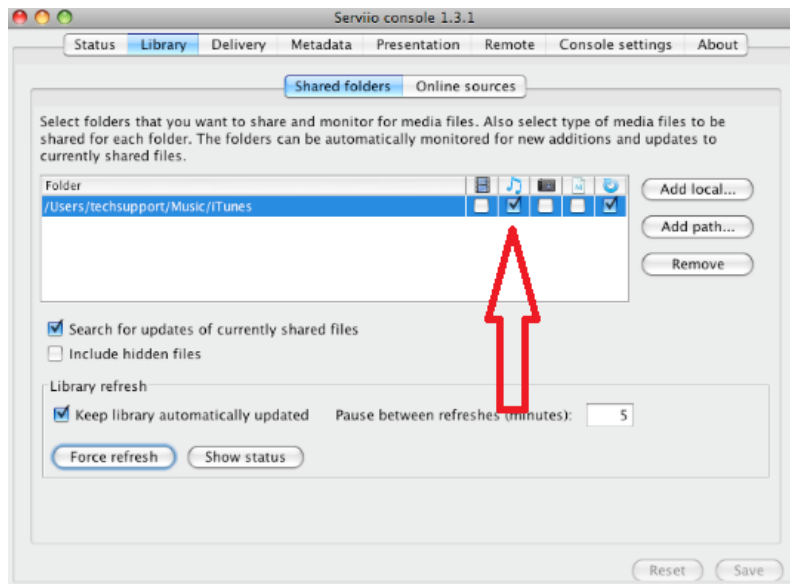 Serviio console 1.3.1
Status Library Delivery Metadata Presentation Remote Console settings About
Shared folders Online sources
Select folders that you want to share and monitor for media files. Also select type of media files to be
shared for each folder. The folders can be automatically monitored for new additions and updates to
currently shared files.
Folder
Add local...
/Users/techsupport/Music/iTunes
Add path...
Remove
Search for updates of currently shared files
Include hidden files
Library refresh
Keep library automatically updated Pause between refreshes (minutes): 5
Force refresh Show status
Reset Save